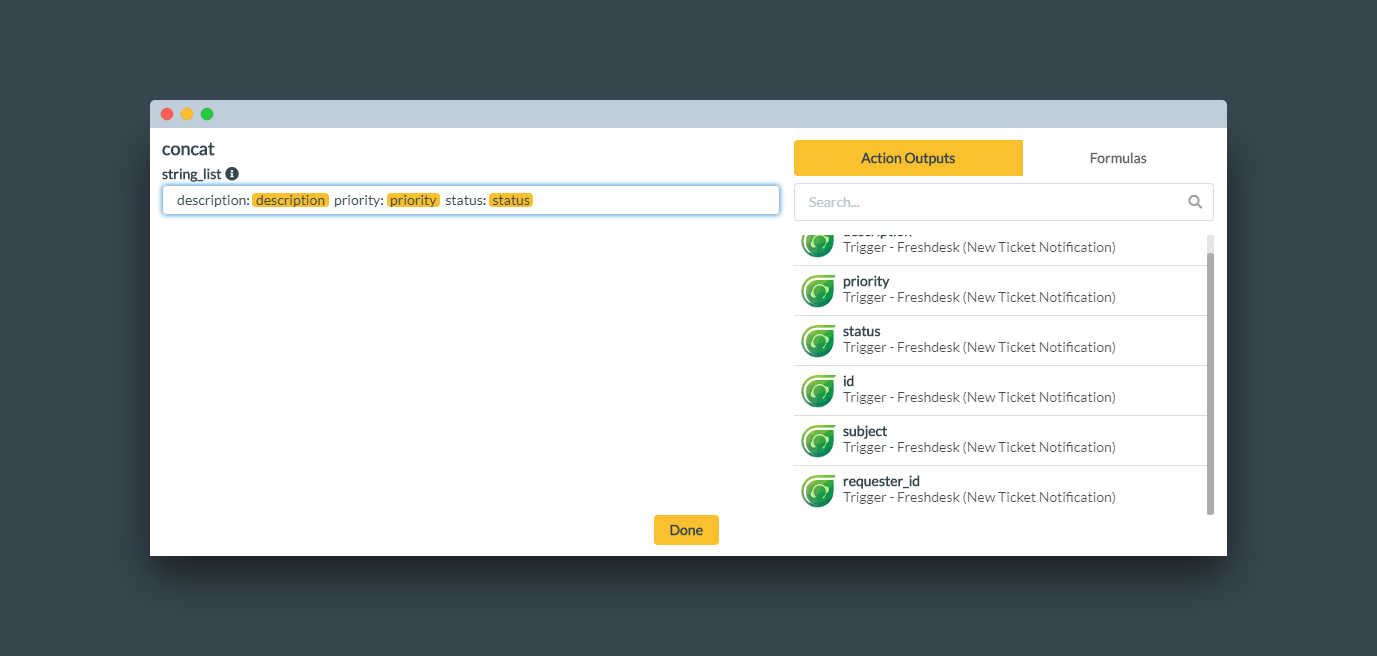 concat
string_list
description: description priority: priority status: status
Action Outputs
Formulas
Search...
description
Trigger - Freshdesk (New Ticket Notification)
priority
Trigger - Freshdesk (New Ticket Notification)
status
Trigger - Freshdesk (New Ticket Notification)
id
Trigger - Freshdesk (New Ticket Notification)
subject
Trigger - Freshdesk (New Ticket Notification)
requester_id
Trigger - Freshdesk (New Ticket Notification)
Done